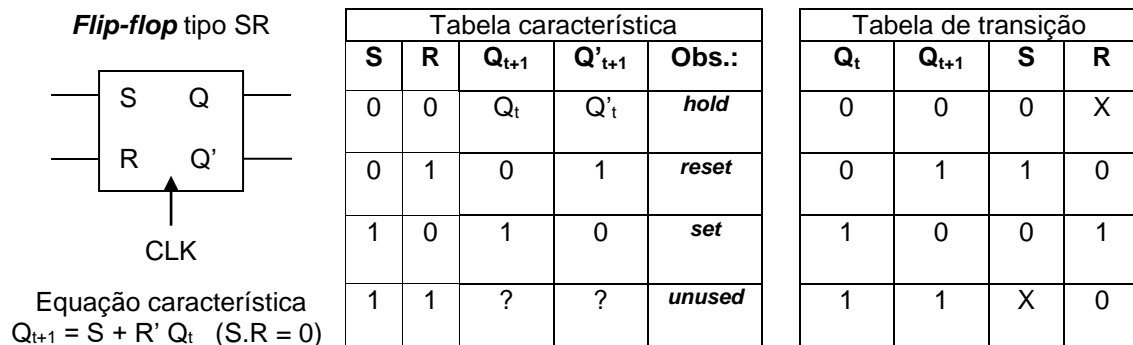 Flip-flop tipo SR
S Q
R Q'
CLK
Equação característica
Qt+1 = S + R' Qt (S.R = 0)
Tabela característica
S R Qt+1 Q't+1 Obs.:
0 0 Qt Q't hold
0 1 0 1 reset
1 0 1 0 set
1 1 ? ? unused
Tabela de transição
Qt Qt+1 S R
0 0 0 X
0 1 1 0
1 0 0 1
1 1 X 0